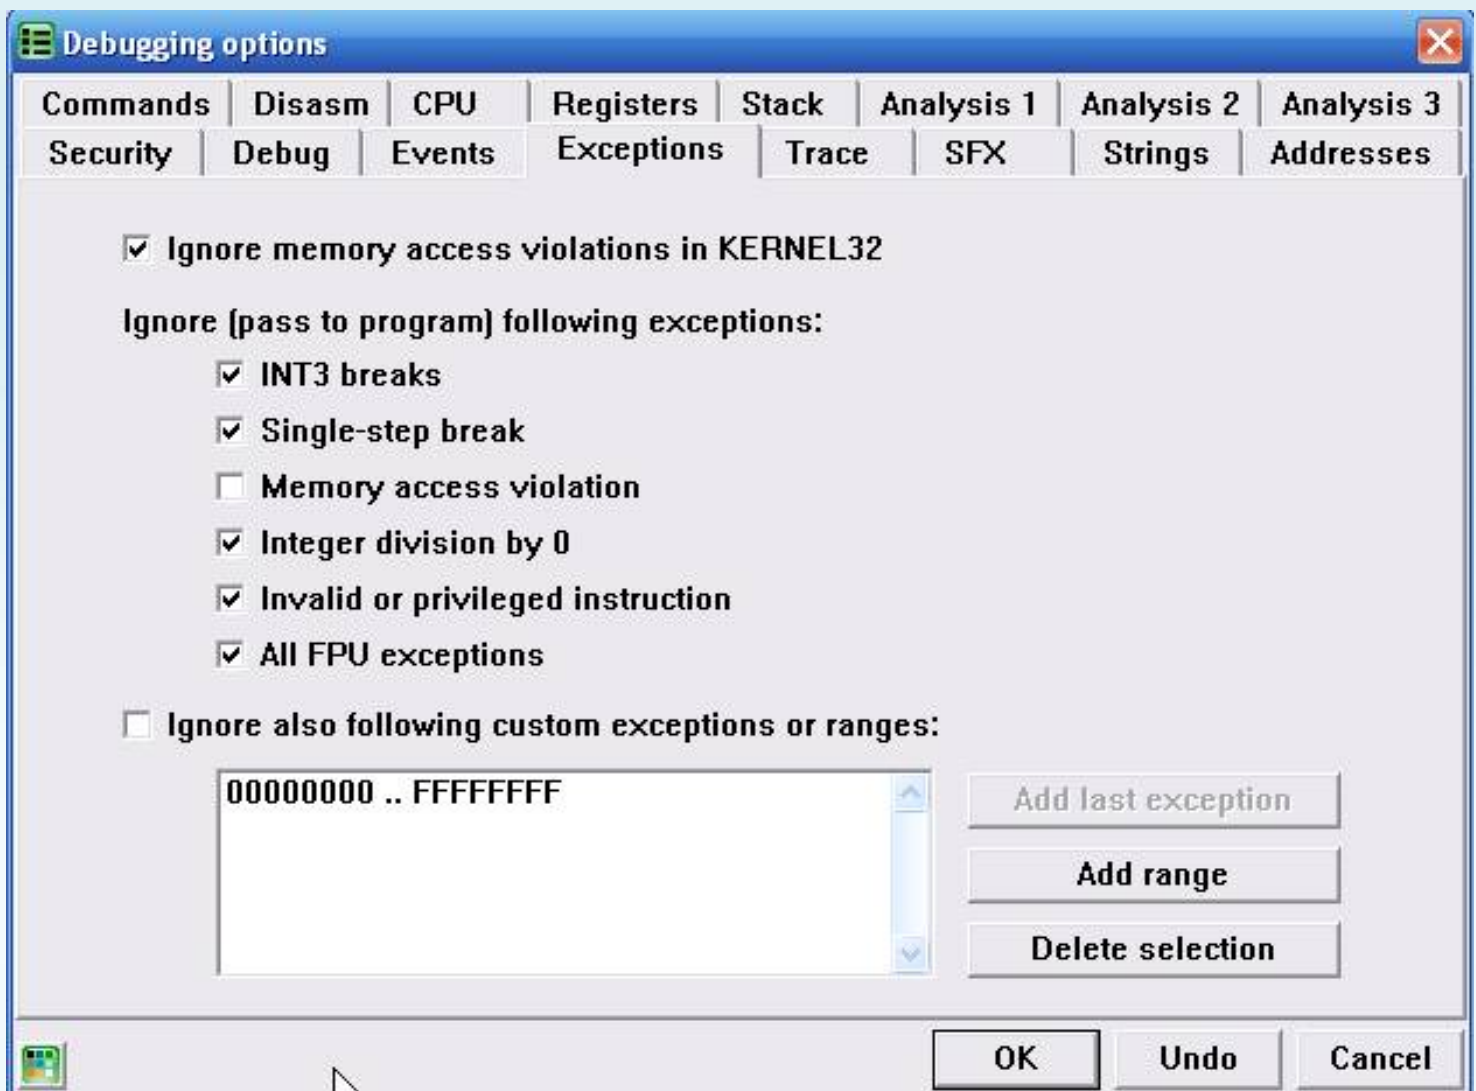 Debugging options
Commands Disasm CPU Registers Stack Analysis 1 Analysis 2 Analysis 3
Security Debug Events Exceptions Trace SFX Strings Addresses
Ignore memory access violations in KERNEL32
Ignore (pass to program) following exceptions:
INT3 breaks
Single-step break
Memory access violation
Integer division by 0
Invalid or privileged instruction
All FPU exceptions
Ignore also following custom exceptions or ranges:
00000000 .. FFFFFFFF
Add last exception
Add range
Delete selection
OK Undo Cancel